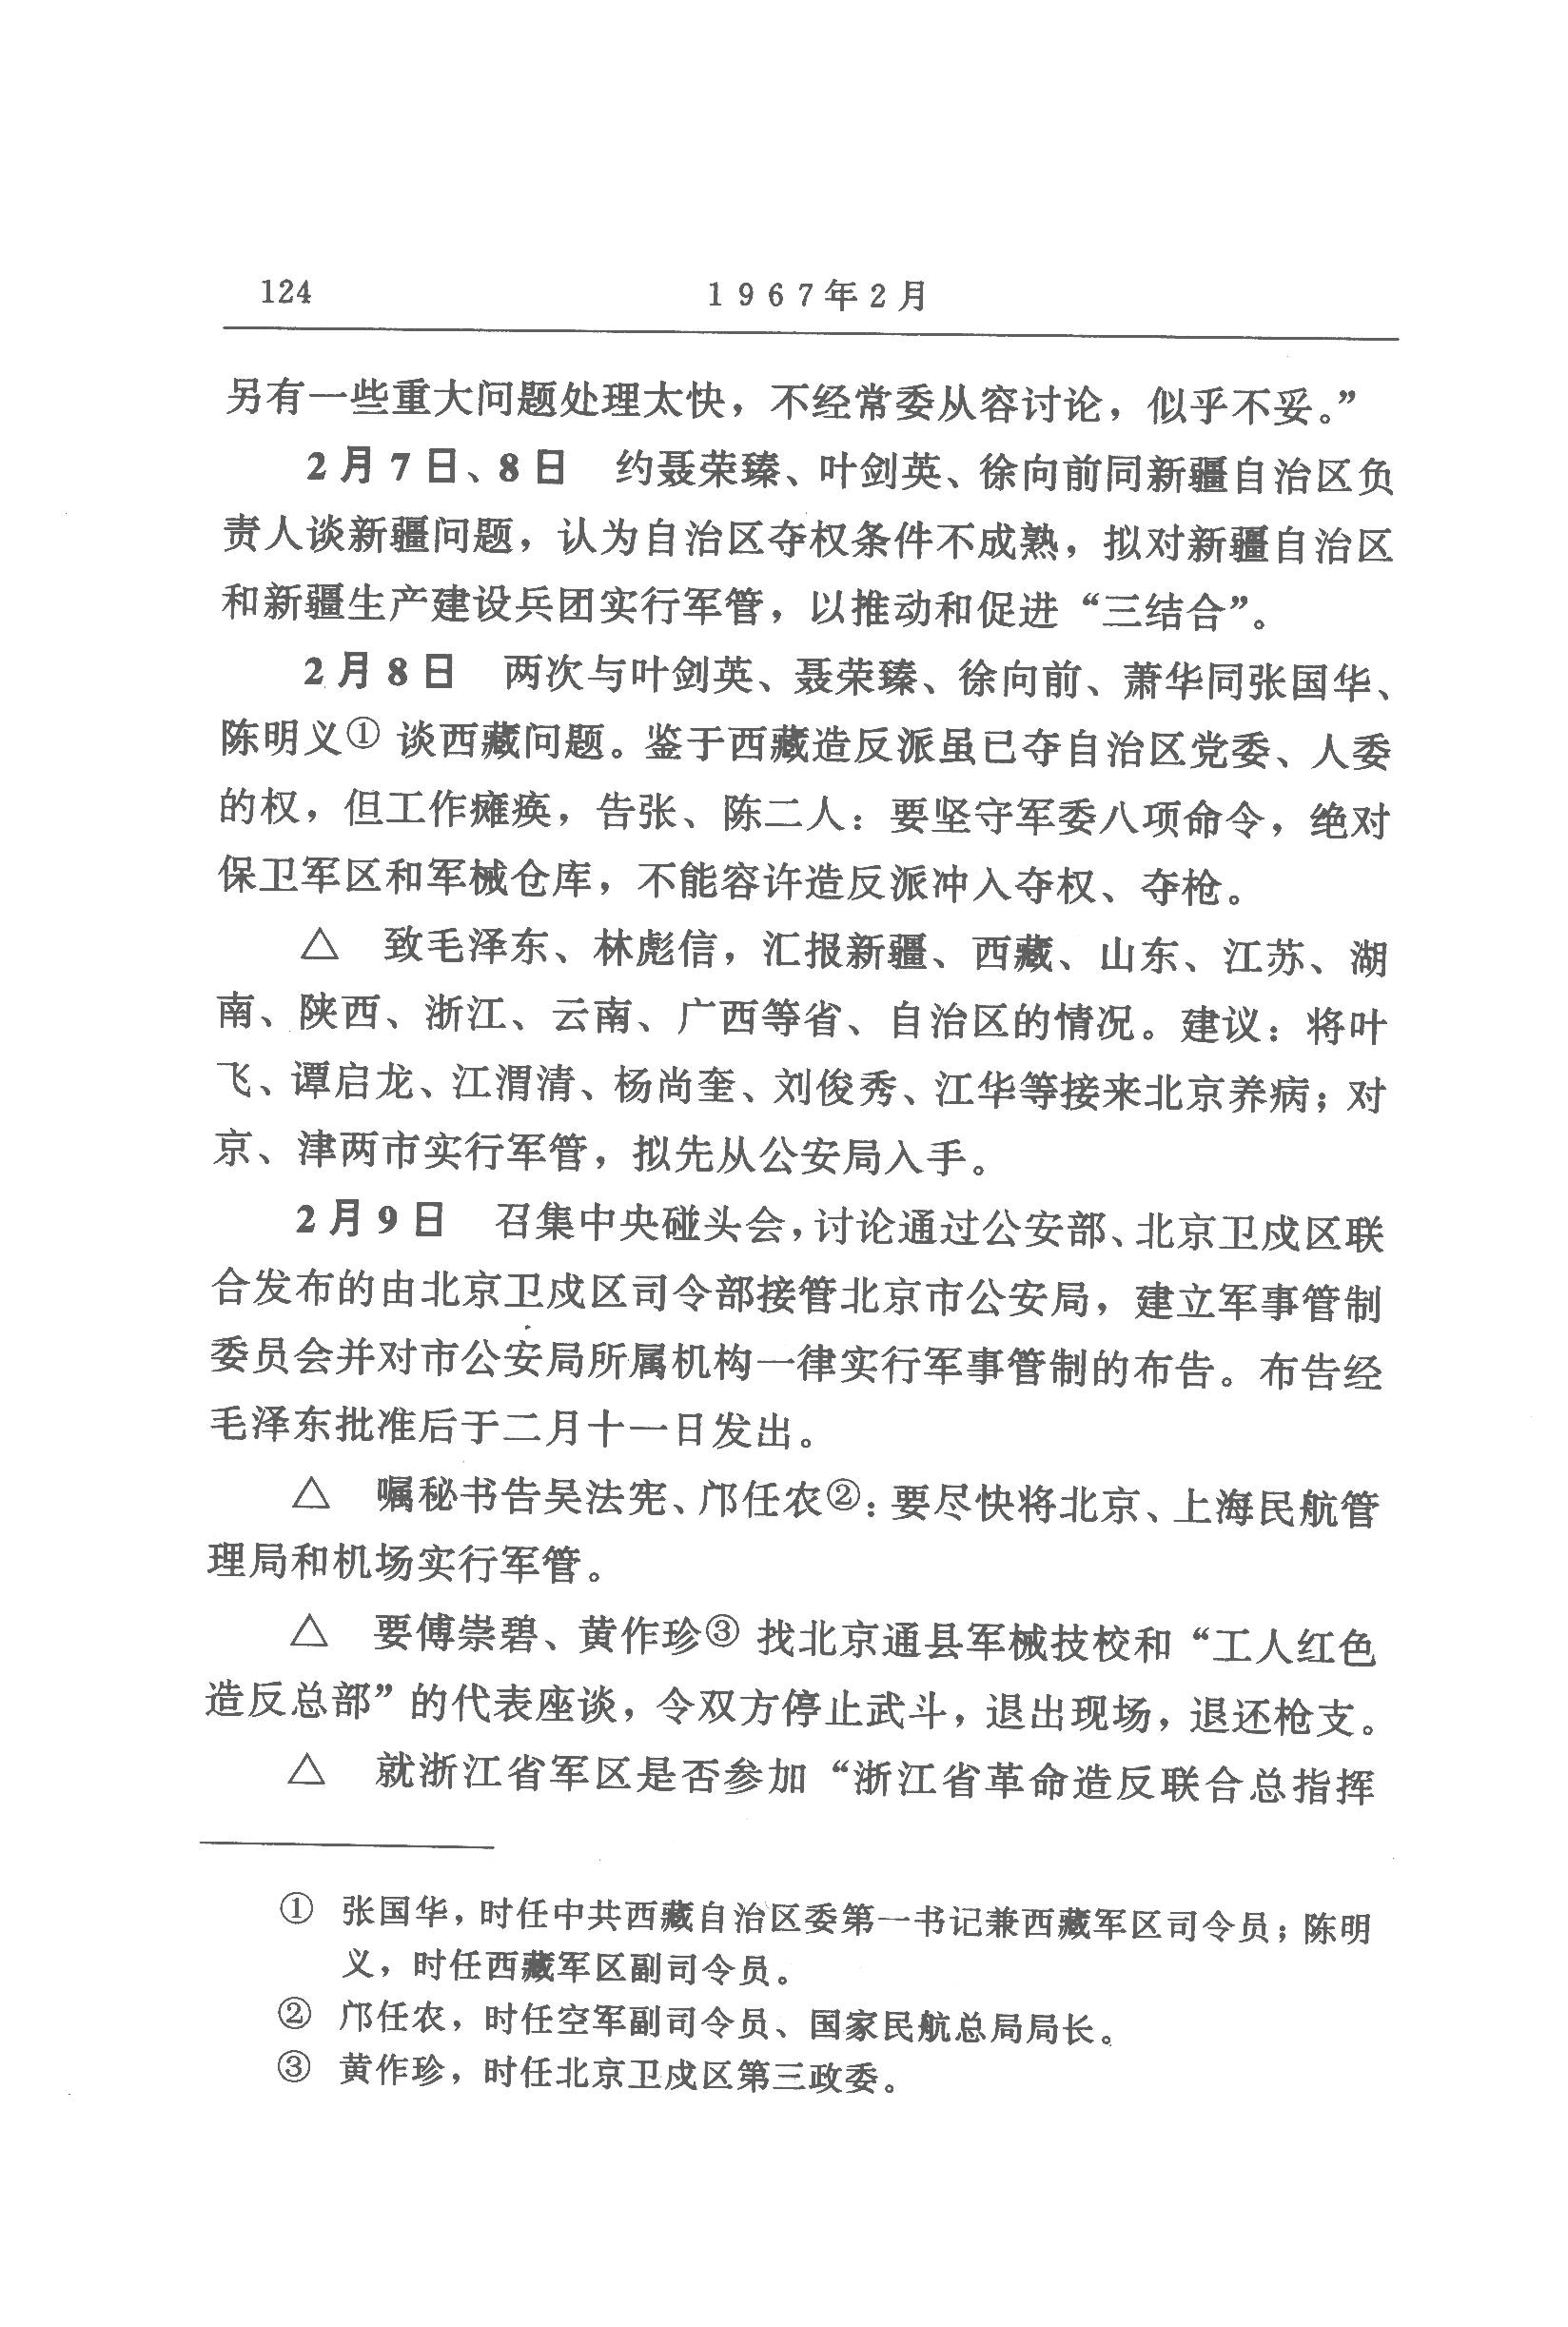 124
1967年2月
另有一些重大问题处理太快，不经常委从容讨论，似乎不妥。”
2月7日、8日　约聂荣臻、叶剑英、徐向前同新疆自治区负
责人谈新疆问题，认为自治区夺权条件不成熟，拟对新疆自治区
和新疆生产建设兵团实行军管，以推动和促进“三结合”。
2月8日　两次与叶剑英、聂荣臻、徐向前、萧华同张国华、
陈明义①谈西藏问题。鉴于西藏造反派虽已夺自治区党委、人委
的权，但工作瘫痪，告张、陈二人：要坚守军委八项命令，绝对
保卫军区和军械仓库，不能容许造反派冲入夺权、夺枪。
△　致毛泽东、林彪信，汇报新疆、西藏、山东、江苏、湖
南、陕西、浙江、云南、广西等省、自治区的情况。建议：将叶
飞、谭启龙、江渭清、杨尚奎、刘俊秀、江华等接来北京养病；对
京、津两市实行军管，拟先从公安局入手。
2月9日　召集中央碰头会，讨论通过公安部、北京卫戍区联
合发布的由北京卫戍区司令部接管北京市公安局，建立军事管制
委员会并对市公安局所属机构一律实行军事管制的布告。布告经
毛泽东批准后于二月十一日发出。
△　嘱秘书告吴法宪、邝任农②：要尽快将北京、上海民航管
理局和机场实行军管。
△　要傅崇碧、黄作珍③找北京通县军械技校和“工人红色
造反总部”的代表座谈，令双方停止武斗，退出现场，退还枪支。
△　就浙江省军区是否参加“浙江省革命造反联合总指挥
①　张国华，时任中共西藏自治区委第一书记兼西藏军区司令员；陈明
义，时任西藏军区副司令员。
②　邝任农，时任空军副司令员、国家民航总局局长。
③　黄作珍，时任北京卫戍区第三政委。